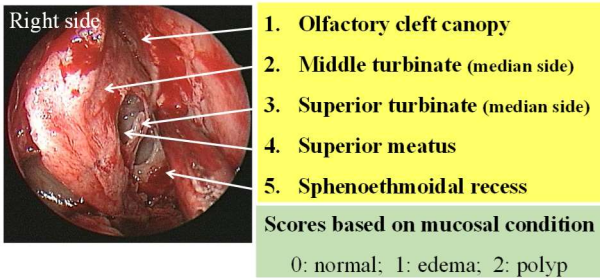 Right side
1. Olfactory cleft canopy
2. Middle turbinate (median side)
3. Superior turbinate (median side)
4. Superior meatus
5. Sphenoethmoidal recess
Scores based on mucosal condition
0: normal; 1: edema; 2: polyp